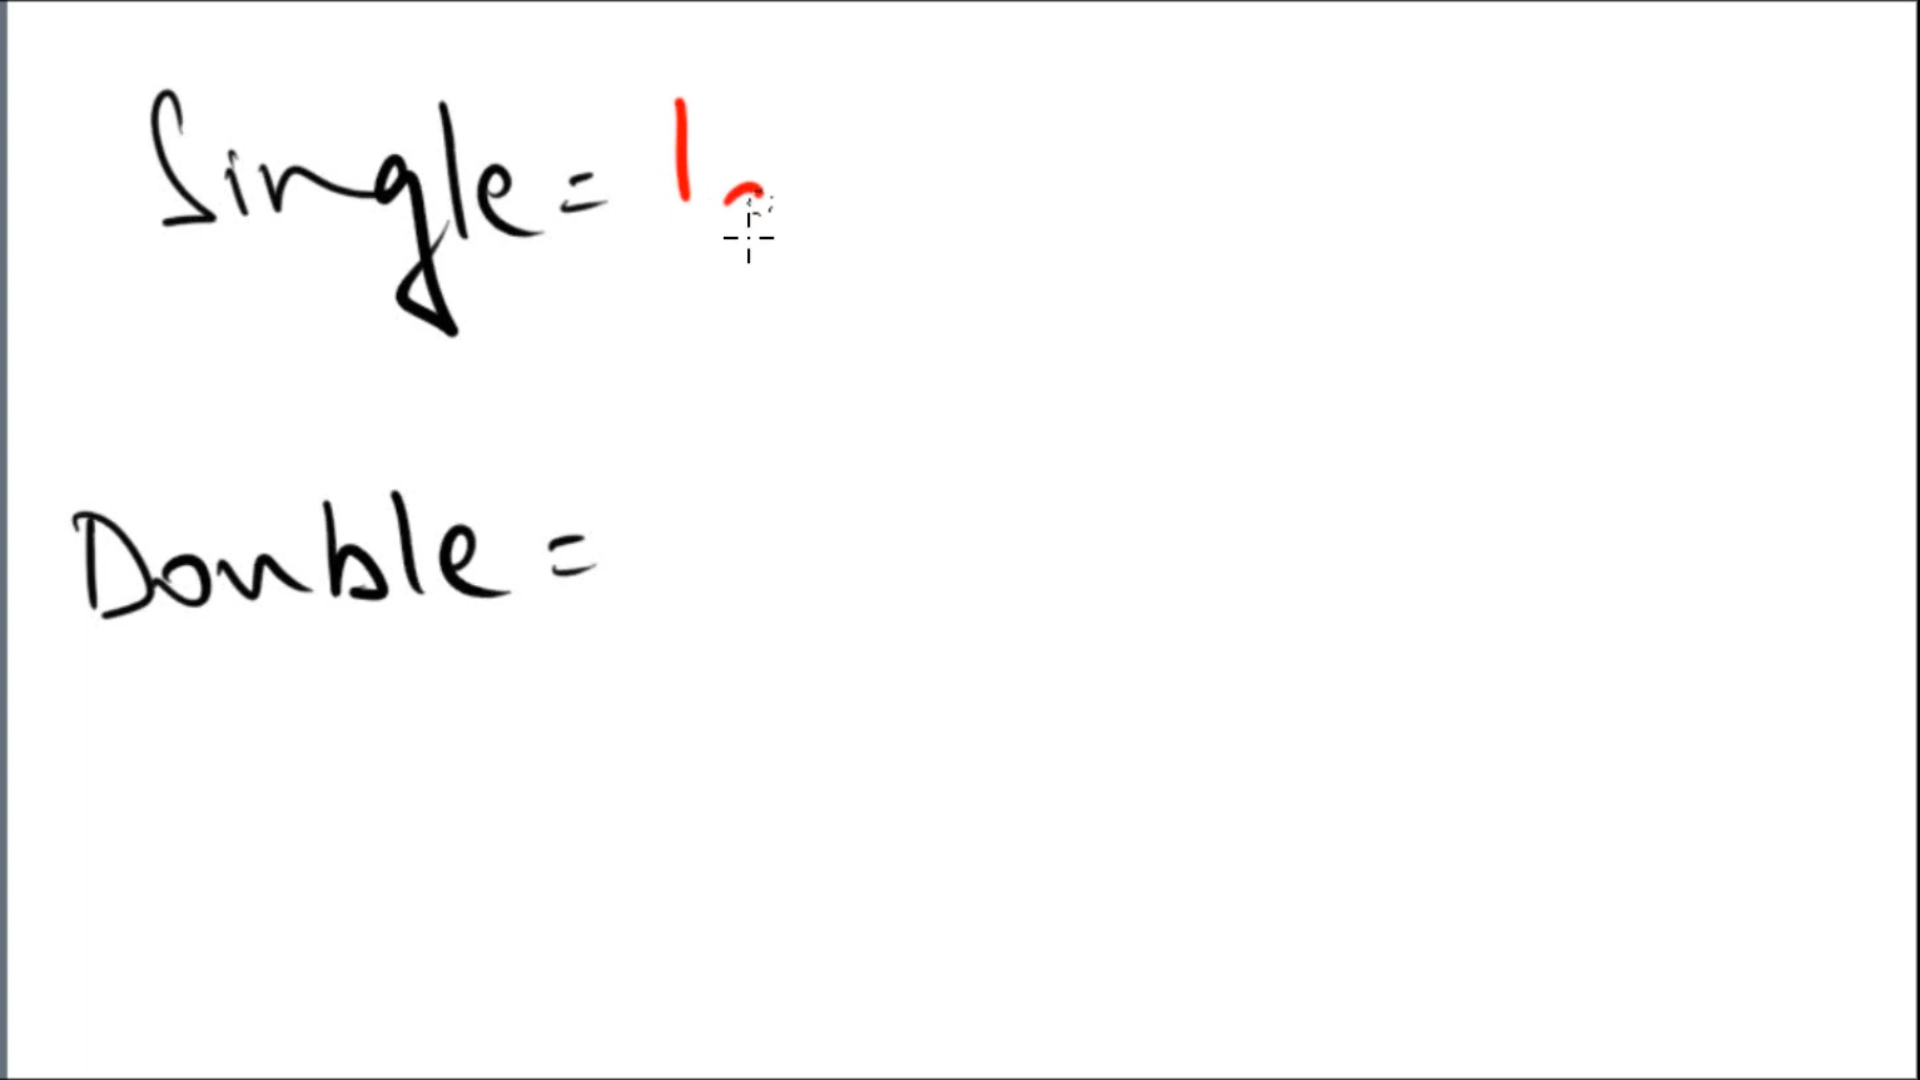 Single = 1
Double =